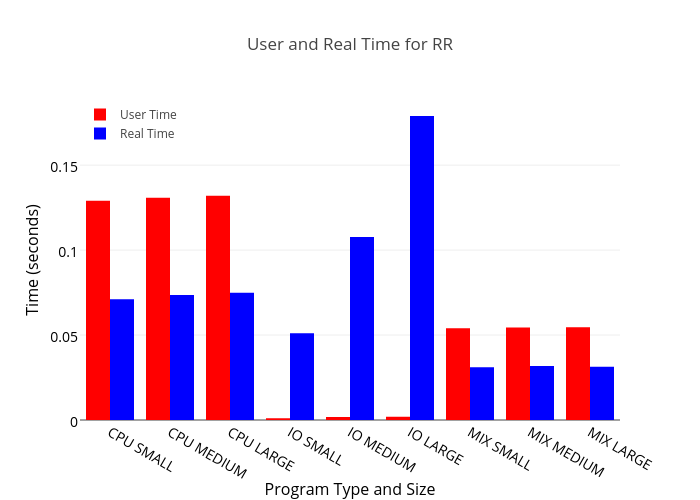 User and Real Time for RR
User Time
Real Time
Time (seconds)
0.15
0.1
0.05
0
CPU SMALL
CPU MEDIUM
CPU LARGE
IO SMALL
IO MEDIUM
IO LARGE
MIX SMALL
MIX MEDIUM
MIX LARGE
Program Type and Size